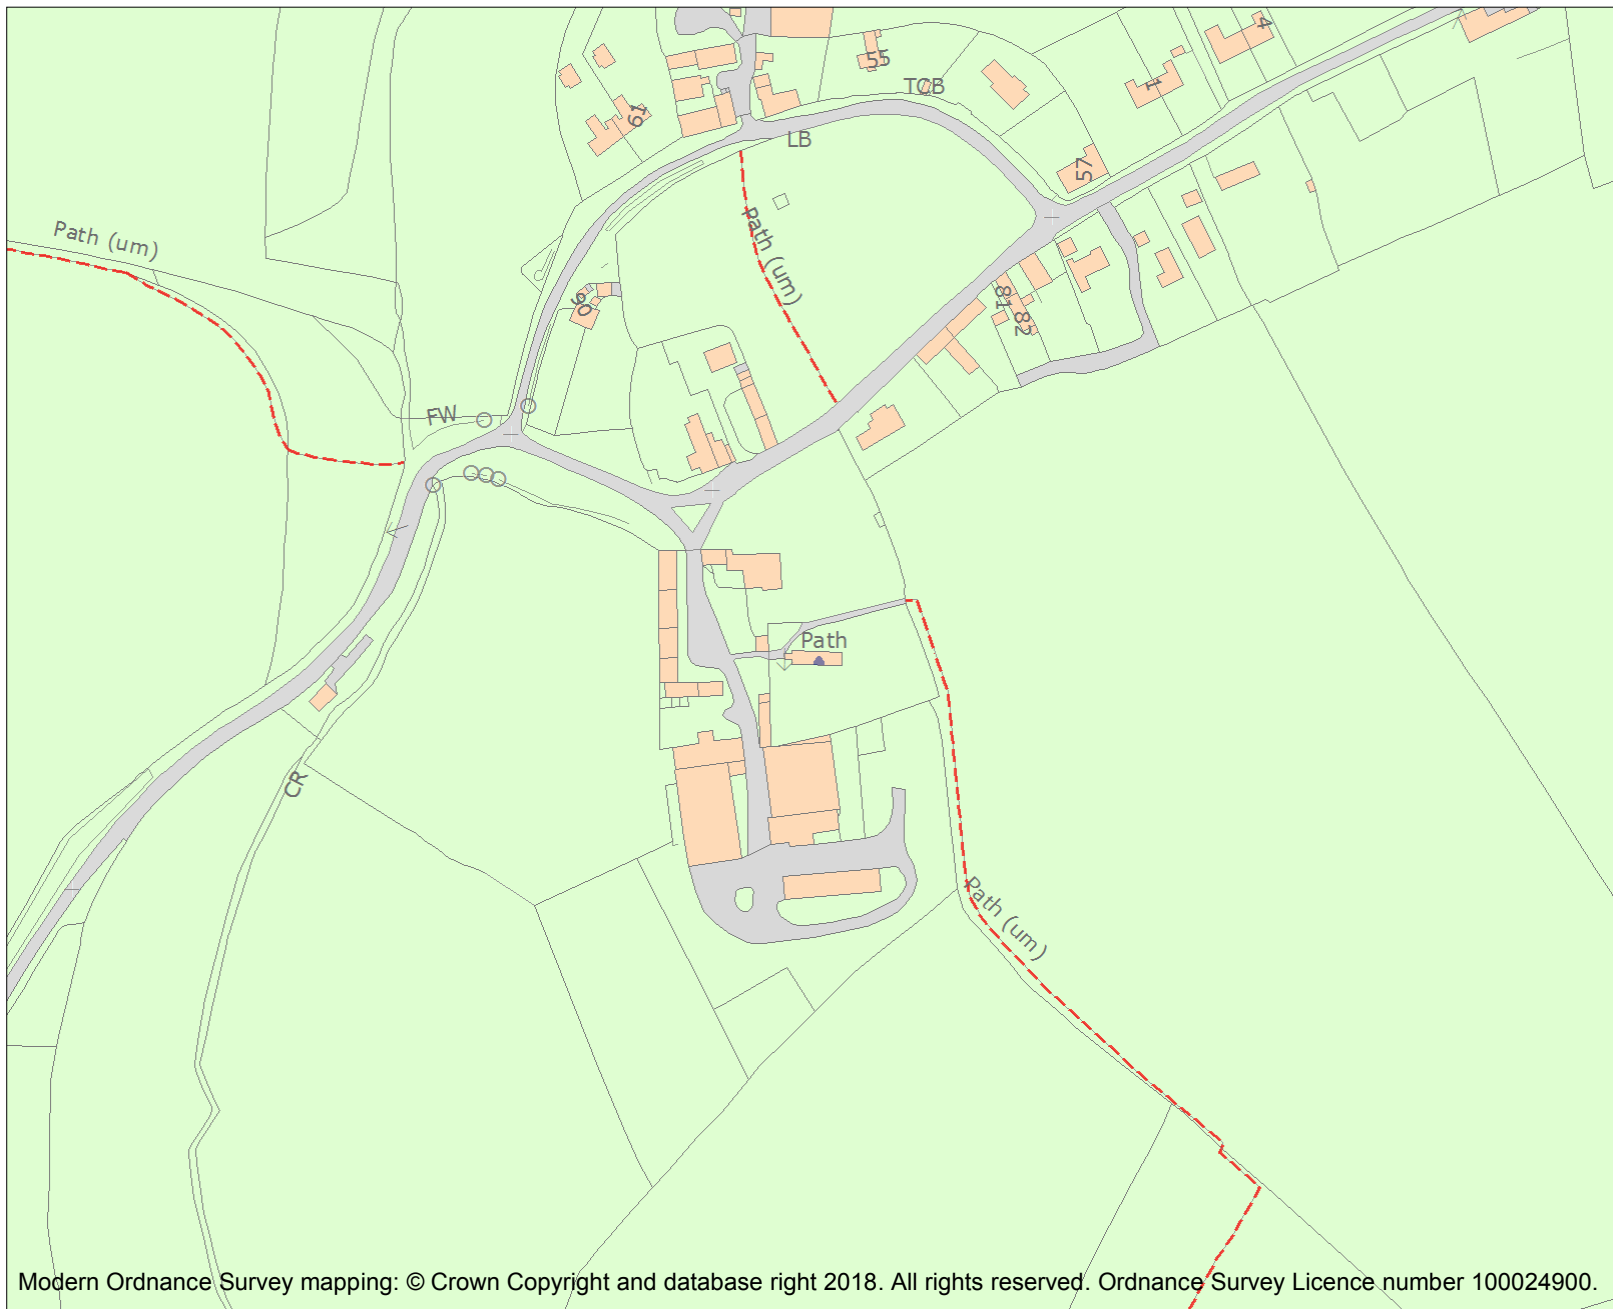 4
55
TCB
1
61
LB
57
Path (um)
Path (um)
90
81
82
FW
Path
CR
Path (um)
Modern Ordnance Survey mapping: © Crown Copyright and database right 2018. All rights reserved. Ordnance Survey Licence number 100024900.